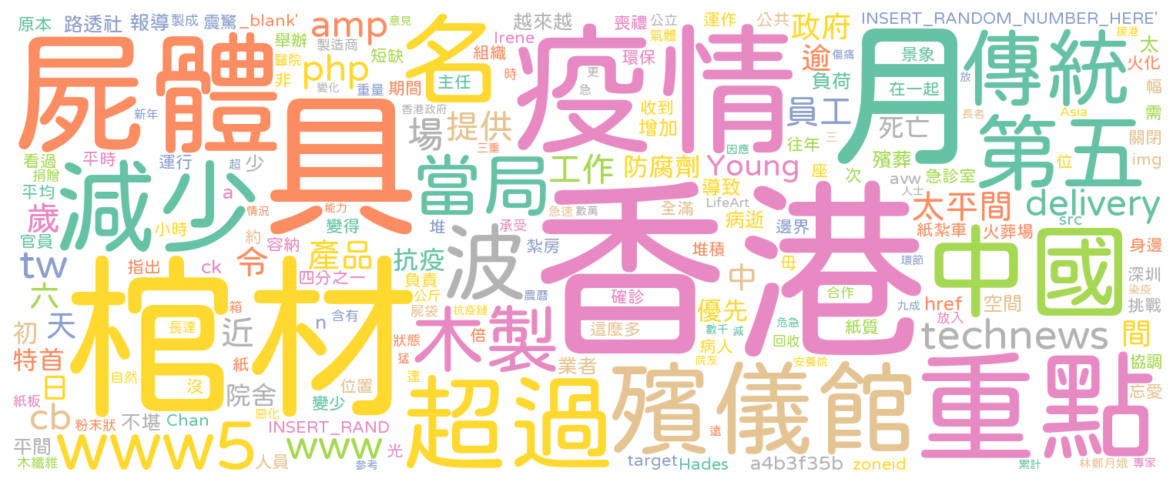 原本 路透社 報導 製成 震驚 _blank' amp 名 越來越 喪禮 公立 運作 公共 政府 INSERT_RANDOM_NUMBER_HERE'
舉辦 製造商 Irene 意見 氣體 景象 援港 太
醫院 php 短缺 組織 環保 逾 傷痛 火化
屍體 非 變化 重量 期間 主任 時 更 急 疫情 負荷 在一起 月 傳統 放 長者 幅
新年 具 香港政府 場 提供 收到 增加 員工 死亡 Asia 需
三重 因應 往年 三 殯葬 第五 關閉
看過 平時 運行 超 少 當局 工作 防腐劑 Young 座 次 急診室 位 img
捐贈 減少 導致 avw 人士
平均 a 情況 能力 急速 數萬 全滿 LifeArt 太平間 delivery
歲 小時 變得 堆 承受 病逝 邊界 紙紮車 火葬場 src
官員 約 容納 產品 抗疫 紮房 堆積 香港 環節 身邊
tw 指出 ck 令 四分之一 波 中 毋 中國
六 棺材 負責 公斤 確診 優先 合作 九成 href 空間 深圳 染疫
天 長達 箱 n 含有 屍袋 抗疫鏈 這麼多 數千 減 危急 紙質 放入 挑戰
初 近 狀態 倍 木製 病人 回收 technews 間
特首 紙 猛 業者 院友 安養院 協調
日 紙板 自然 沒 院舍 位置 達 超過 殯儀館 重點 忘愛
cb 粉末狀 不堪 惡化 變少 Chan INSERT_RAND
平間 www5 www 光
木纖維 人員 參考 target Hades 遠 a4b3f35b zoneid 累計 林鄭月娥 專家